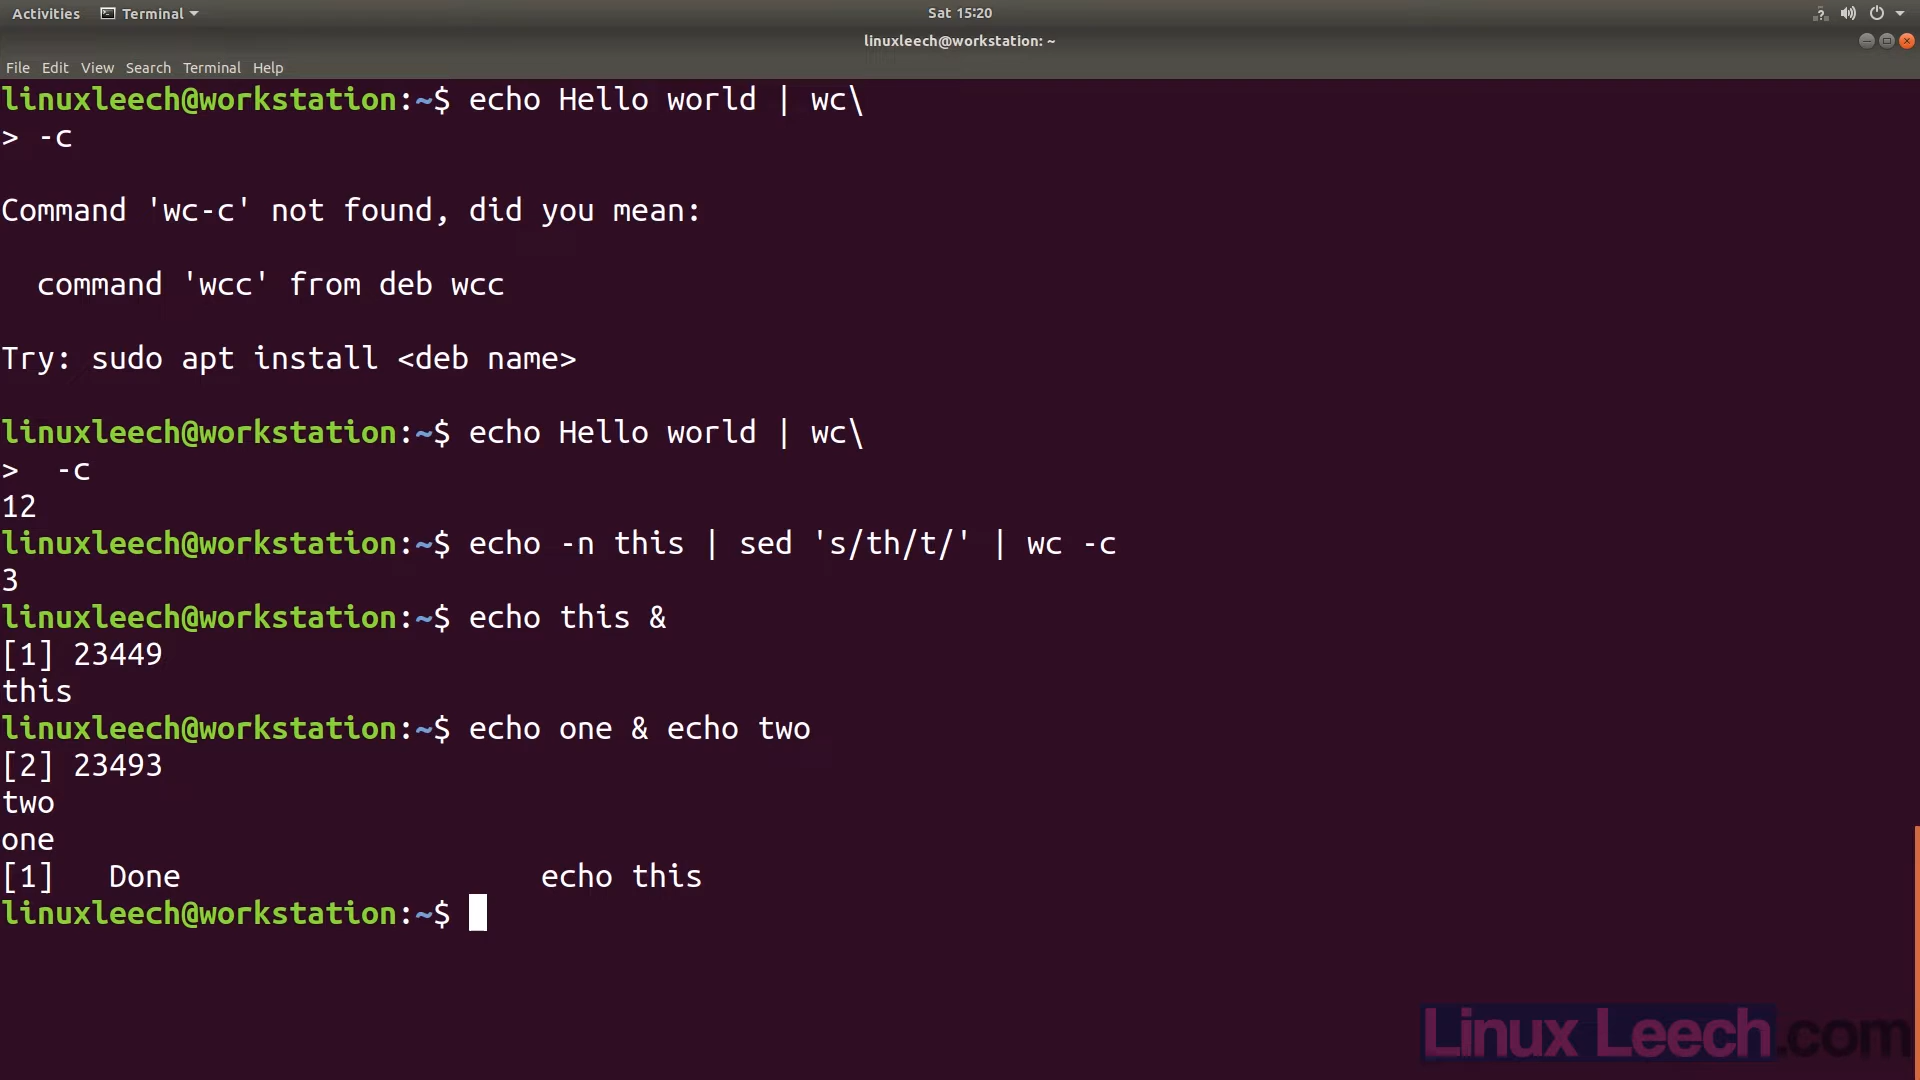 Activities Terminal Sat 15:20
linuxleech@workstation: ~
File Edit View Search Terminal Help
linuxleech@workstation:~$ echo Hello world | wc\
> -c
Command 'wc-c' not found, did you mean:
  command 'wcc' from deb wcc
Try: sudo apt install <deb name>
linuxleech@workstation:~$ echo Hello world | wc\
>  -c
12
linuxleech@workstation:~$ echo -n this | sed 's/th/t/' | wc -c
3
linuxleech@workstation:~$ echo this &
[1] 23449
this
linuxleech@workstation:~$ echo one & echo two
[2] 23493
two
one
[1]   Done                    echo this
linuxleech@workstation:~$
Linux Leech.com